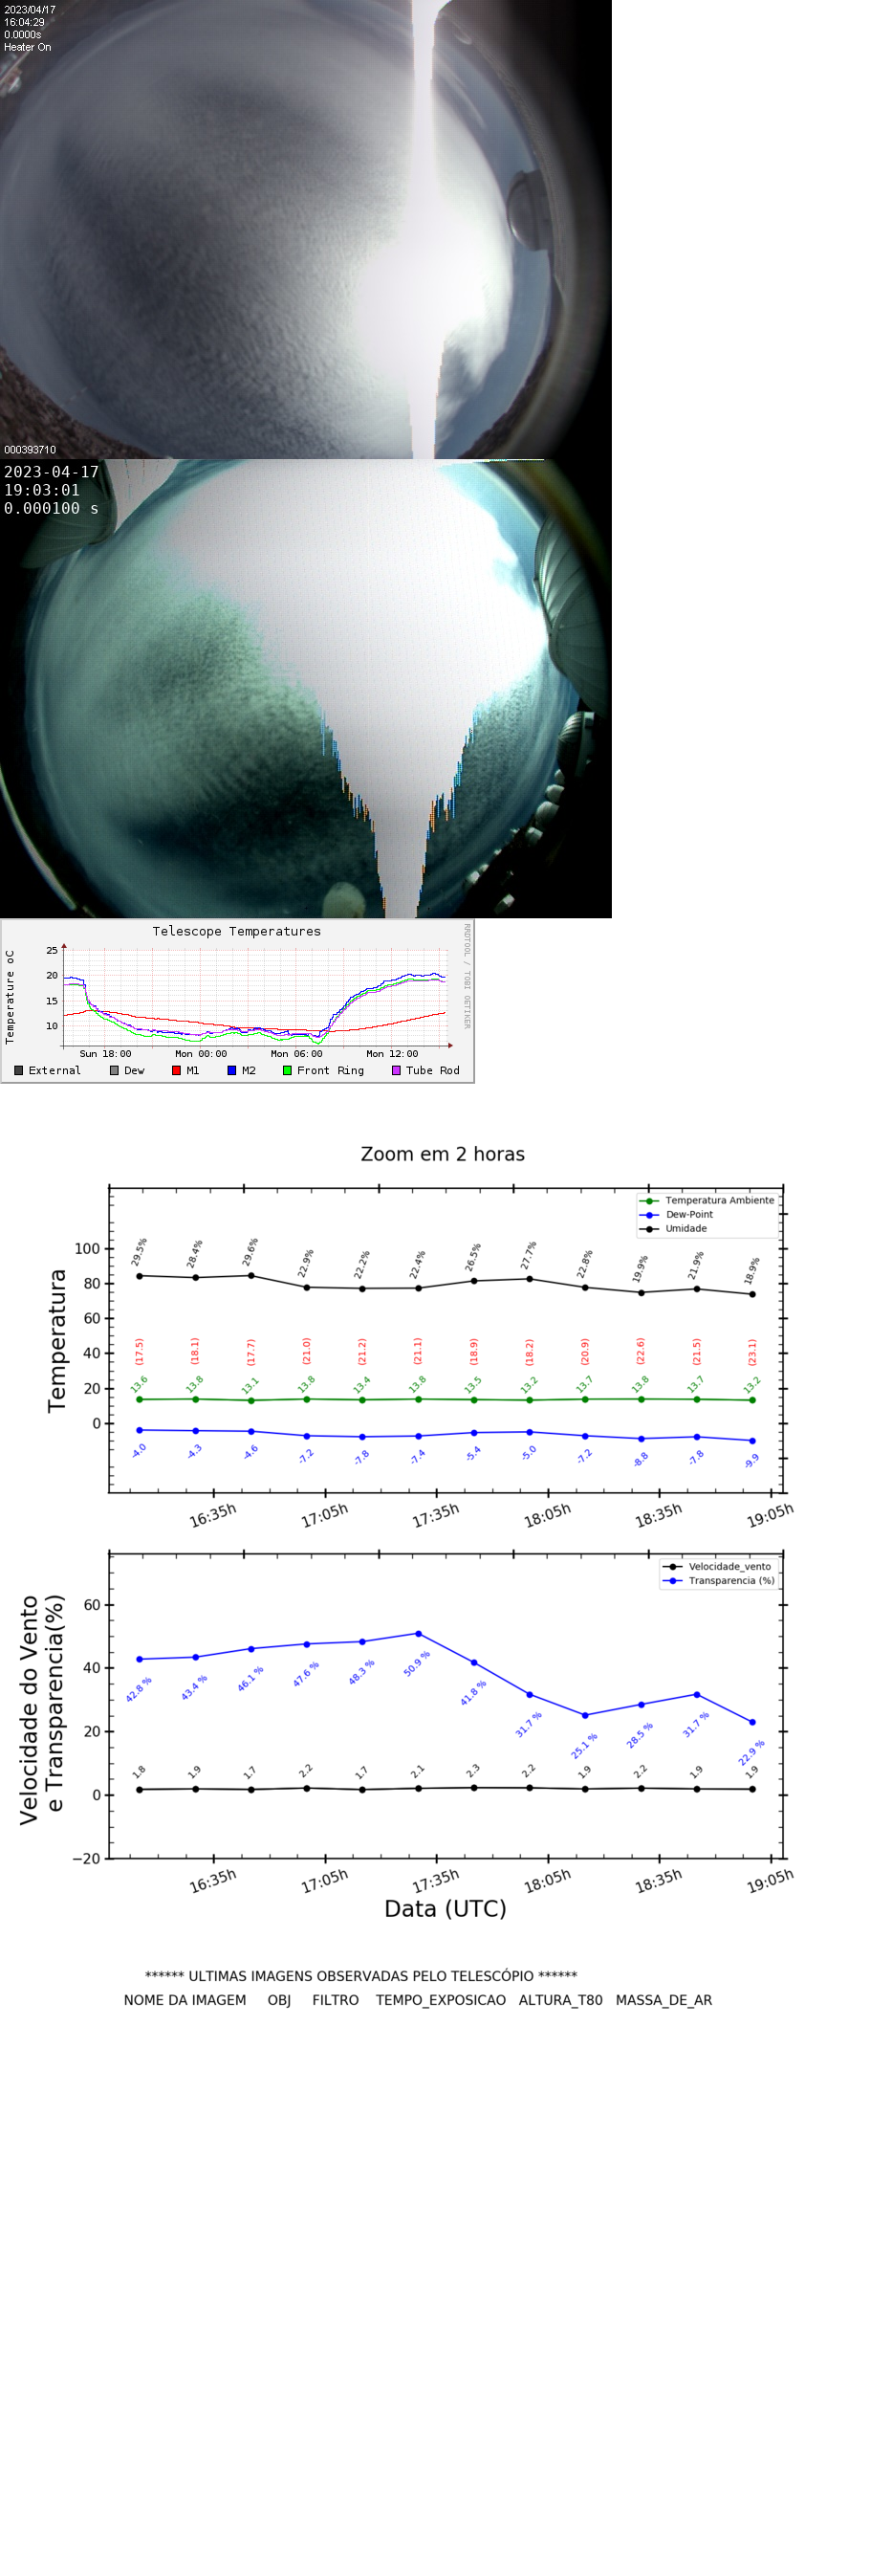 2023/04/17
16:04:29
0.0000s
Heater On
000393710
2023-04-17
19:03:01
0.000100 s
Telescope Temperatures
RRDTOOL / TOBI OETIKER
Temperature oC
25
20
15
10
Sun 18:00 Mon 00:00 Mon 06:00 Mon 12:00
External Dew M1 M2 Front Ring Tube Rod
Zoom em 2 horas
Temperatura Ambiente
Dew-Point
Umidade
Temperatura
100
80
60
40
20
0
29.5% 28.4% 29.6% 22.9% 22.2% 22.4% 26.5% 27.7% 22.8% 19.9% 21.9% 18.9%
(17.5) (18.1) (17.7) (21.0) (21.2) (21.1) (18.9) (18.2) (20.9) (22.6) (21.5) (23.1)
13.6 13.8 13.1 13.8 13.4 13.8 13.5 13.2 13.7 13.8 13.7 13.2
-4.0 -4.3 -4.6 -7.2 -7.8 -7.4 -5.4 -5.0 -7.2 -8.8 -7.8 -9.9
16:35h 17:05h 17:35h 18:05h 18:35h 19:05h
Velocidade_vento
Transparencia (%)
Velocidade do Vento
e Transparencia(%)
60
40
20
0
−20
42.8 % 43.4 % 46.1 % 47.6 % 48.3 % 50.9 % 41.8 % 31.7 % 25.1 % 28.5 % 31.7 % 22.9 %
1.8 1.9 1.7 2.2 1.7 2.1 2.3 2.2 1.9 2.2 1.9 1.9
16:35h 17:05h 17:35h 18:05h 18:35h 19:05h
Data (UTC)
****** ULTIMAS IMAGENS OBSERVADAS PELO TELESCÓPIO ******
NOME DA IMAGEM OBJ FILTRO TEMPO_EXPOSICAO ALTURA_T80 MASSA_DE_AR